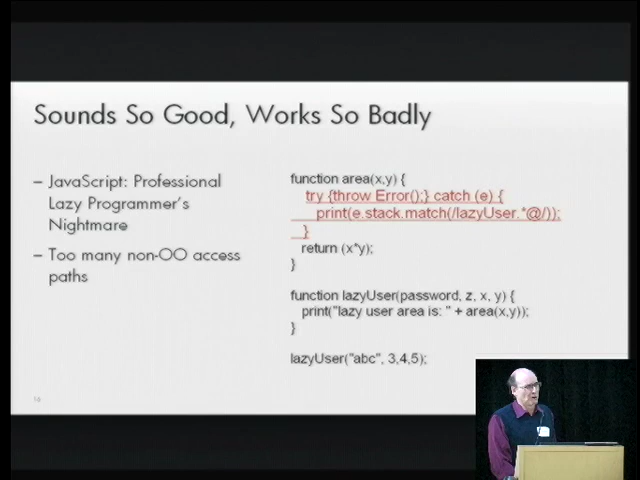 Sounds So Good, Works So Badly
– JavaScript: Professional
Lazy Programmer's
Nightmare
– Too many non-OO access
paths
function area(x,y) {
try {throw Error();} catch (e) {
print(e.stack.match(/lazyUser.*@/));
}
return (x*y);
}
function lazyUser(password, z, x, y) {
print("lazy user area is: " + area(x,y));
}
lazyUser("abc", 3,4,5);